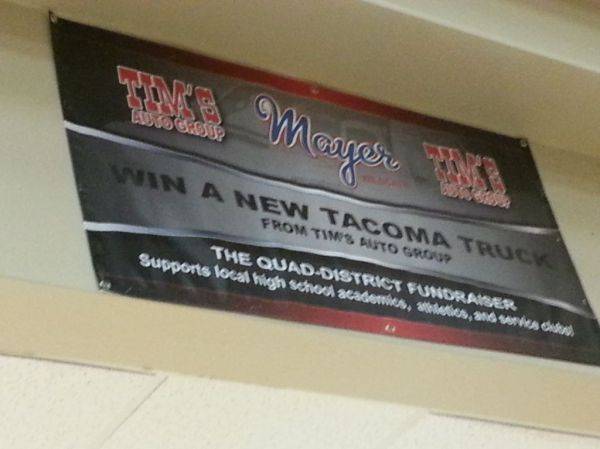 TIM'S
AUTO GROUP
Mayer
TIM'S
AUTO GROUP
WIN A NEW TACOMA TRUCK
FROM TIM'S AUTO GROUP
THE QUAD-DISTRICT FUNDRAISER
Supports local high school academics, athletics, and service clubs!